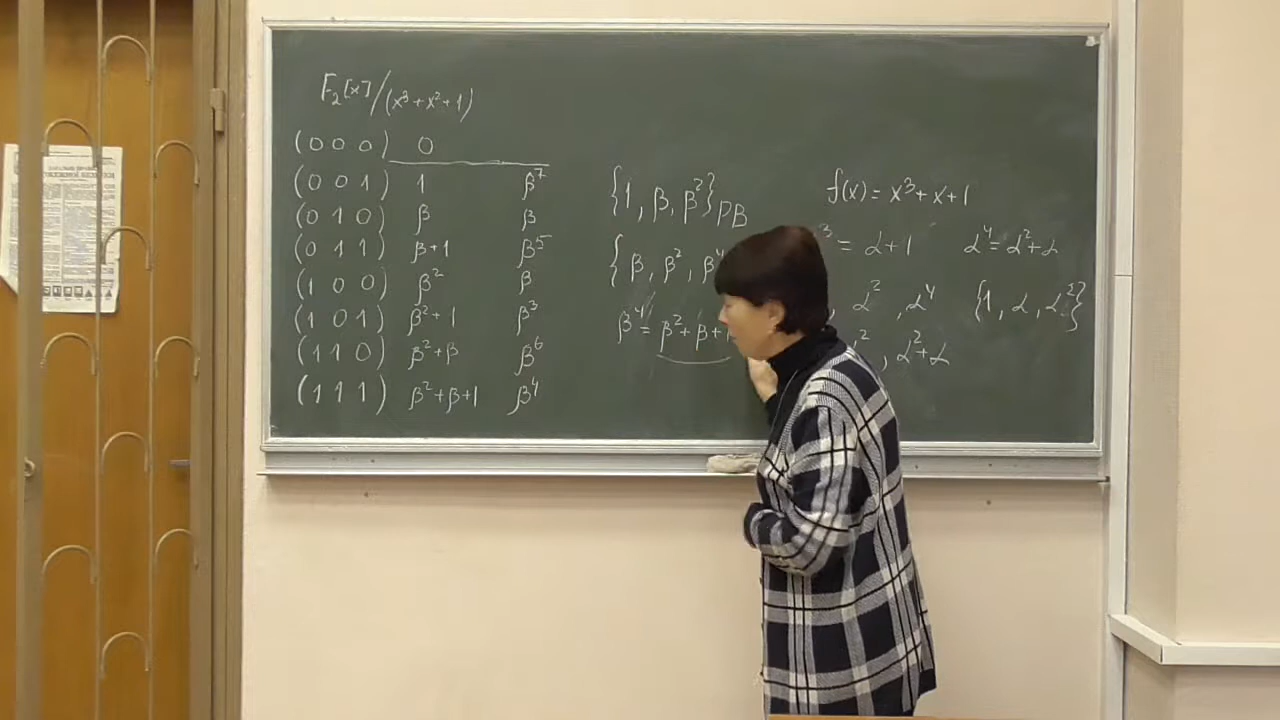 F₂[x]/(x³+x²+1)
(0 0 0) 0
(0 0 1) 1 β⁷
(0 1 0) β β
(0 1 1) β+1 β⁵
(1 0 0) β² β
(1 0 1) β²+1 β³
(1 1 0) β²+β β⁶
(1 1 1) β²+β+1 β⁴
{1, β, β²}PB
{β, β², β⁴
β⁴= β²+β+1
f(x) = x³+x+1
³ = α+1 α⁴=α²+α
, α², α⁴ {1, α, α²}
², α²+α